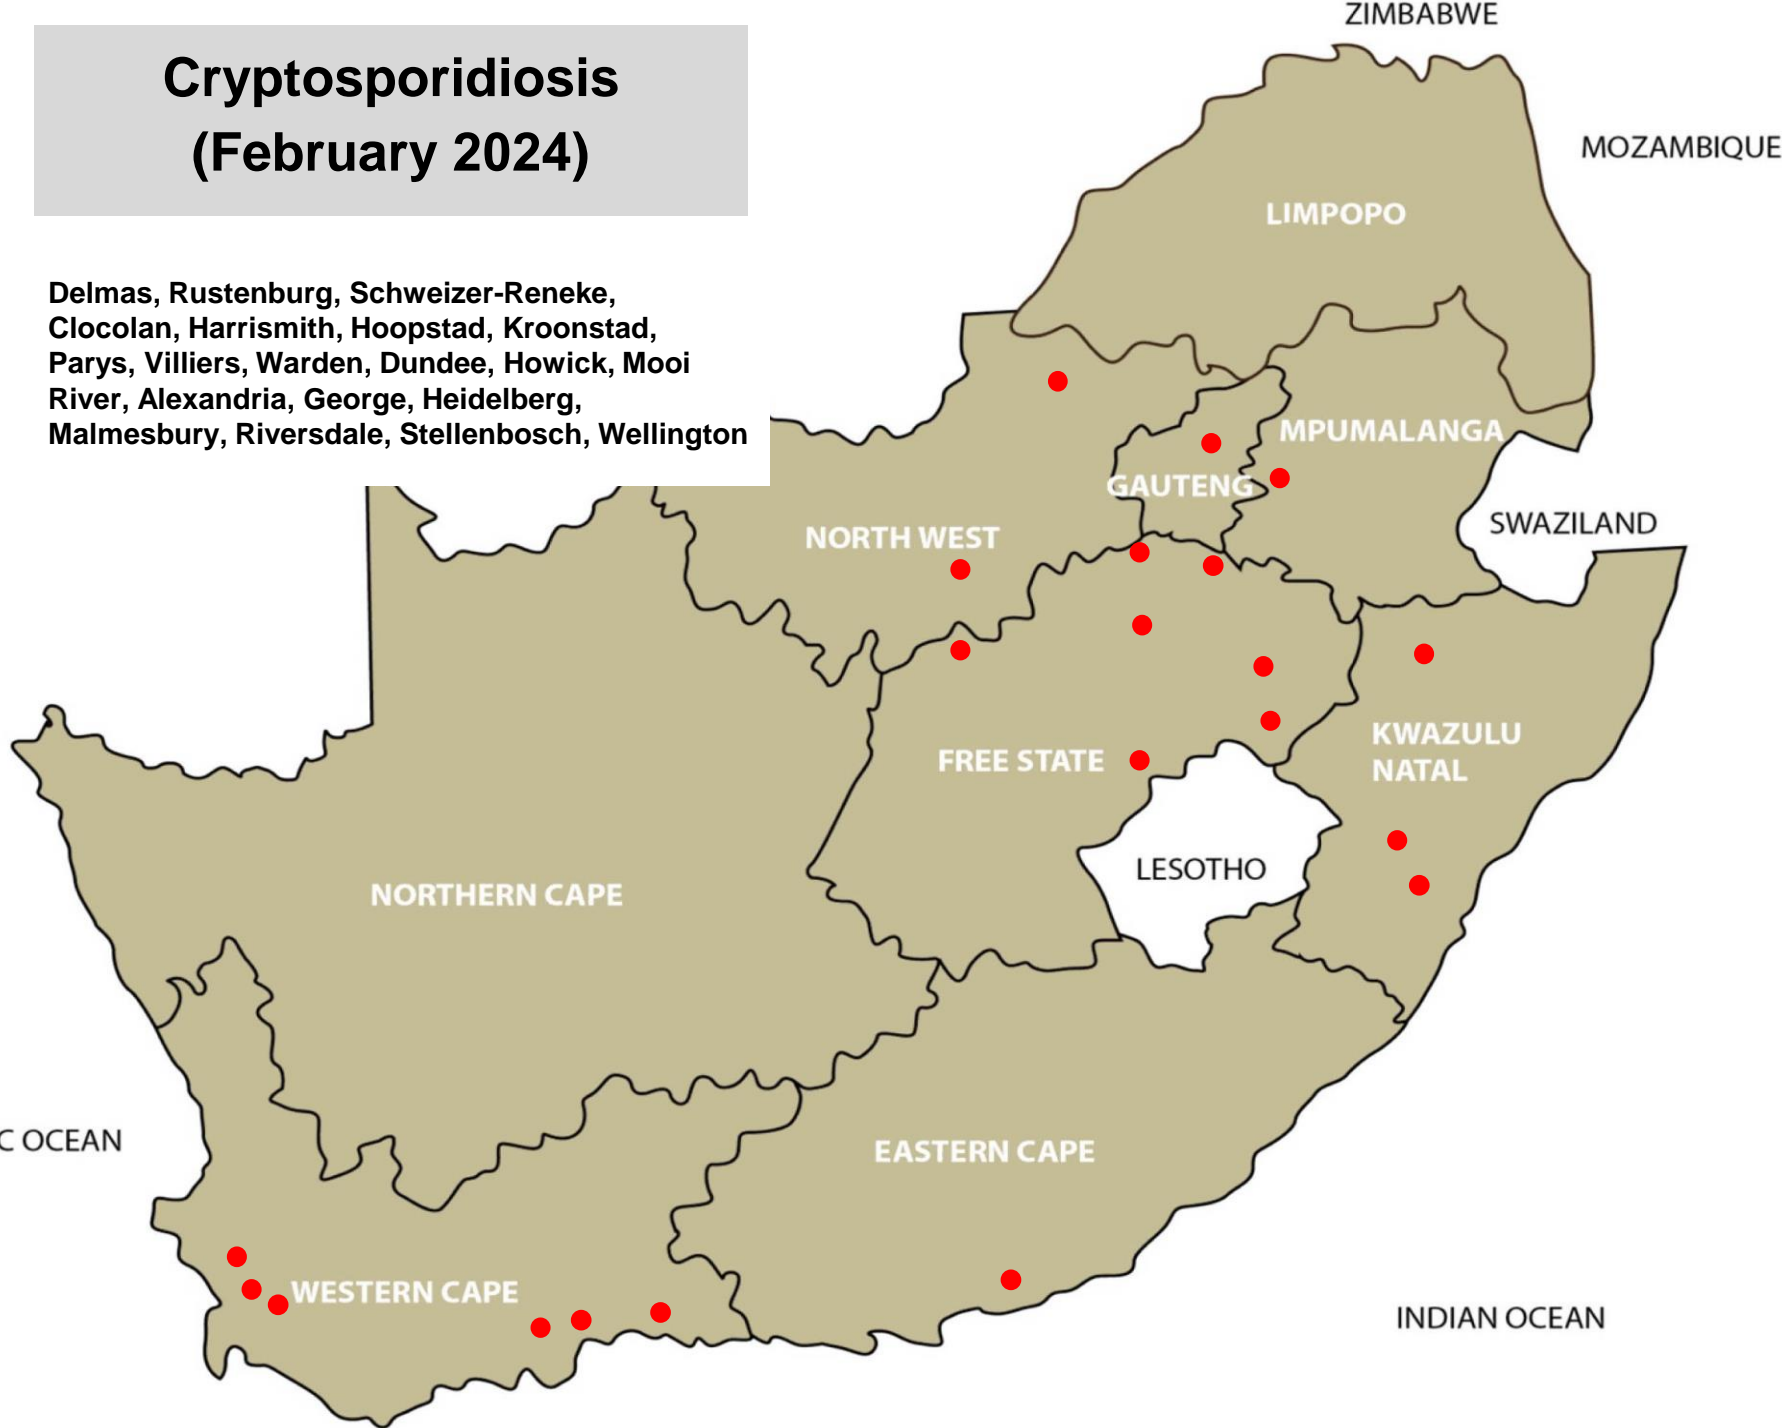 Cryptosporidiosis
(February 2024)
Delmas, Rustenburg, Schweizer-Reneke,
Clocolan, Harrismith, Hoopstad, Kroonstad,
Parys, Villiers, Warden, Dundee, Howick, Mooi
River, Alexandria, George, Heidelberg,
Malmesbury, Riversdale, Stellenbosch, Wellington
ZIMBABWE
MOZAMBIQUE
LIMPOPO
MPUMALANGA
GAUTENG
SWAZILAND
NORTH WEST
KWAZULU
NATAL
FREE STATE
LESOTHO
NORTHERN CAPE
C OCEAN
EASTERN CAPE
WESTERN CAPE
INDIAN OCEAN